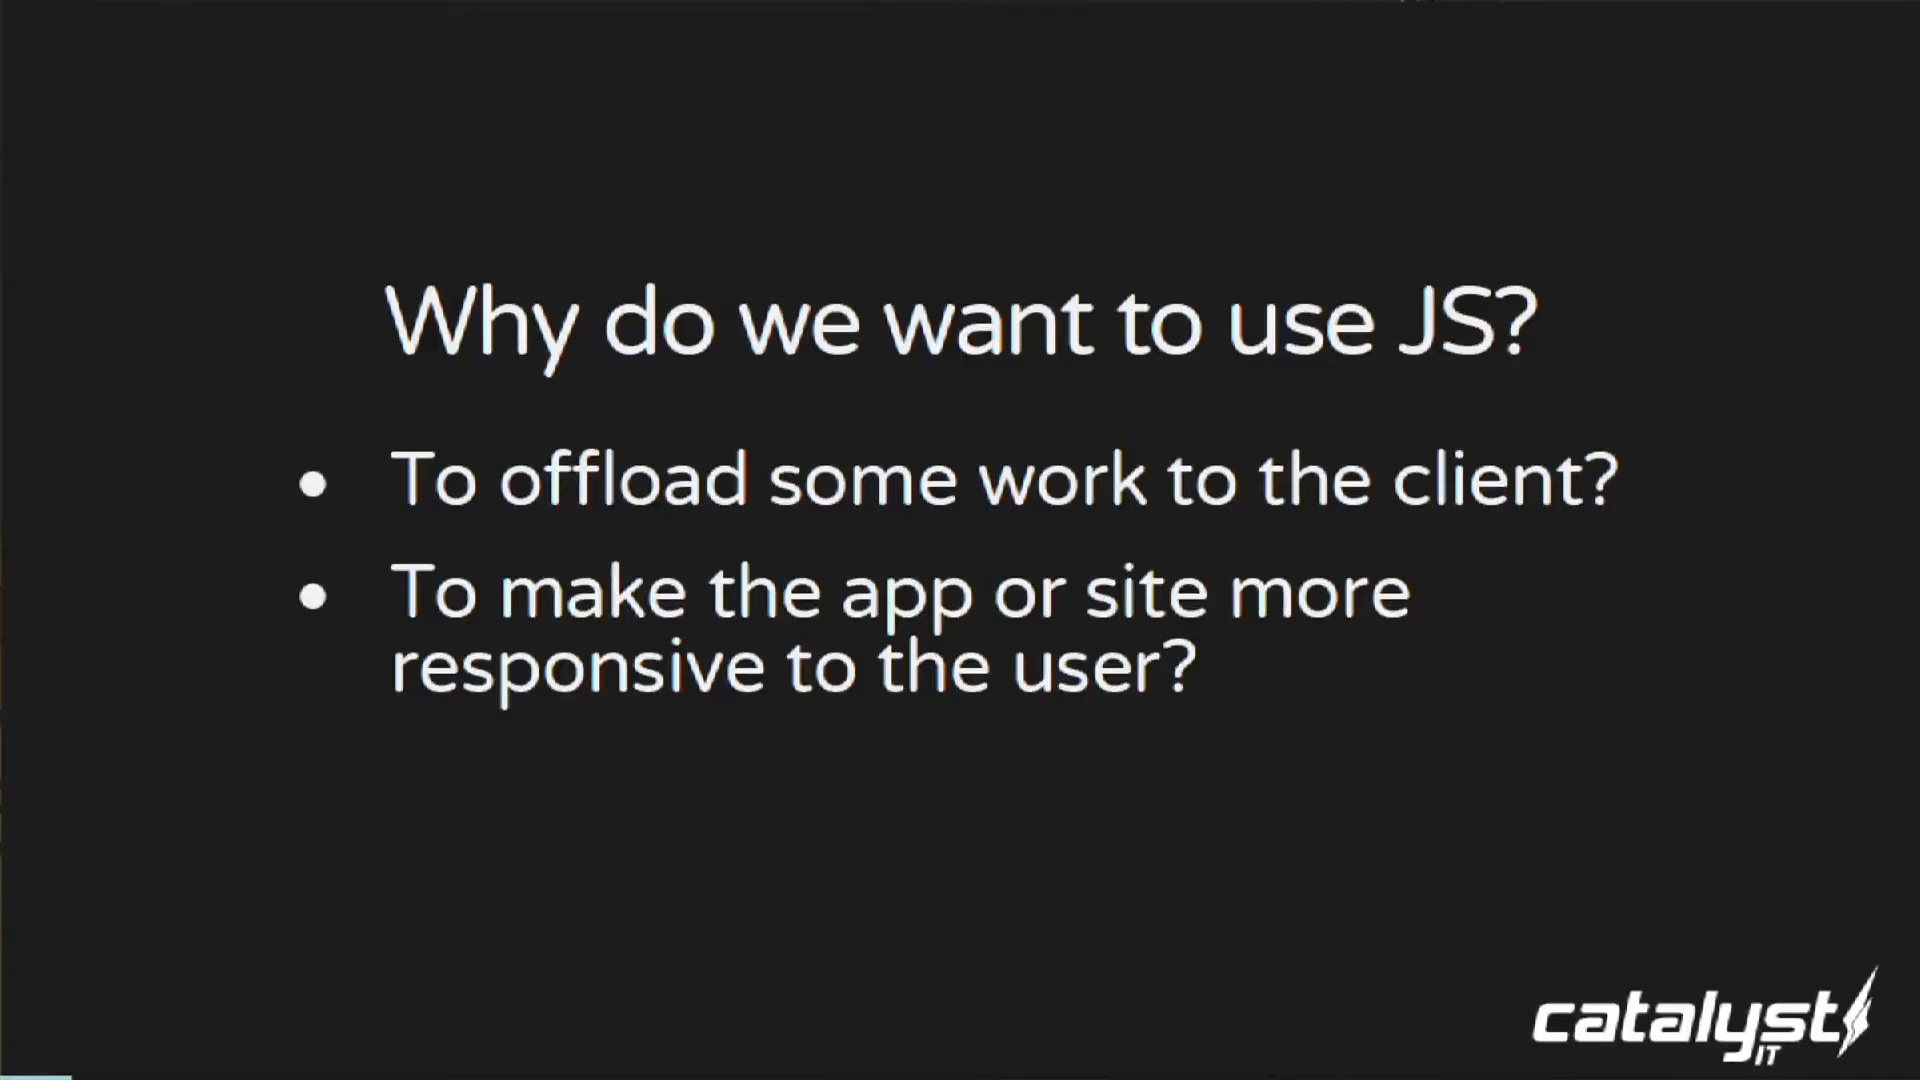 Why do we want to use JS?
• To offload some work to the client?
• To make the app or site more
responsive to the user?
catalyst
IT